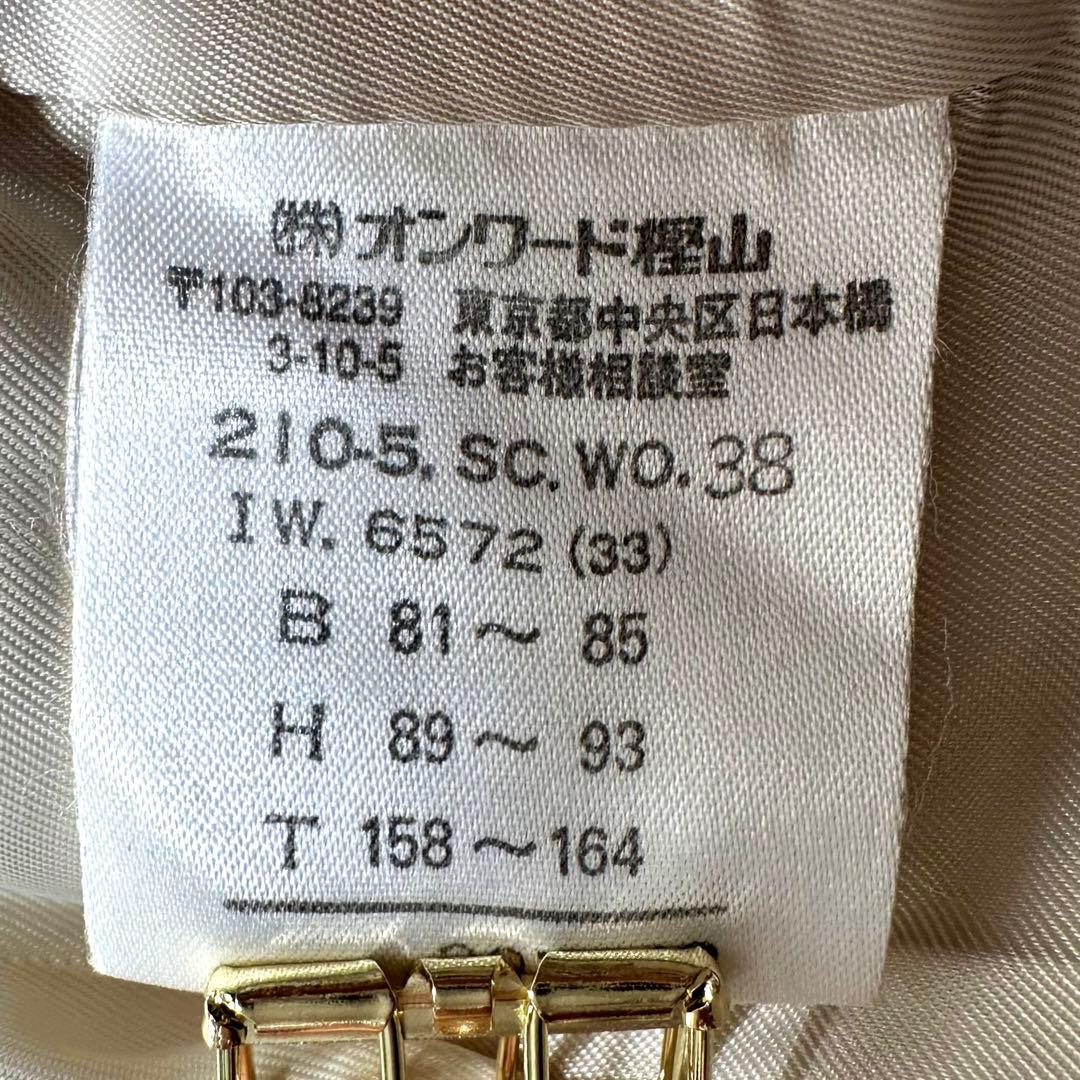 (株)オンワード樫山
〒103-8239 東京都中央区日本橋
3-10-5 お客様相談室
210-5.SC.WO.38
IW.6572(33)
B 81~85
H 89~93
T 158~164